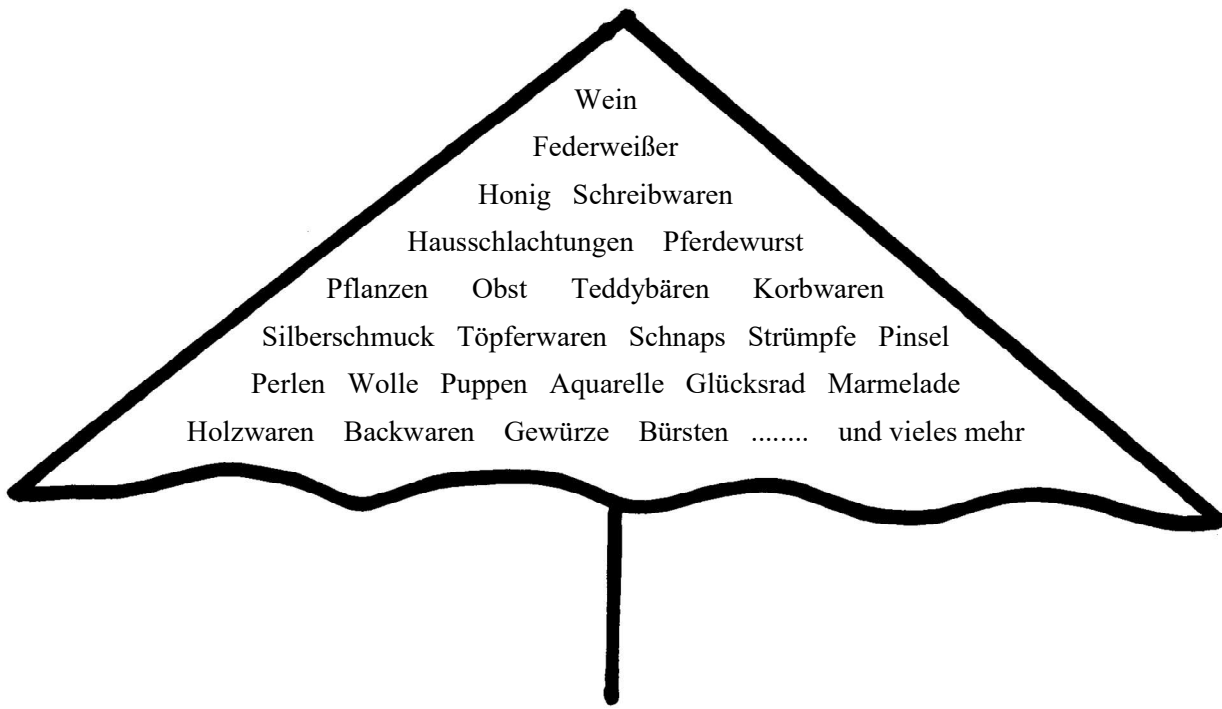 Wein
Federweißer
Honig Schreibwaren
Hausschlachtungen Pferdewurst
Pflanzen Obst Teddybären Korbwaren
Silberschmuck Töpferwaren Schnaps Strümpfe Pinsel
Perlen Wolle Puppen Aquarelle Glücksrad Marmelade
Holzwaren Backwaren Gewürze Bürsten ........ und vieles mehr